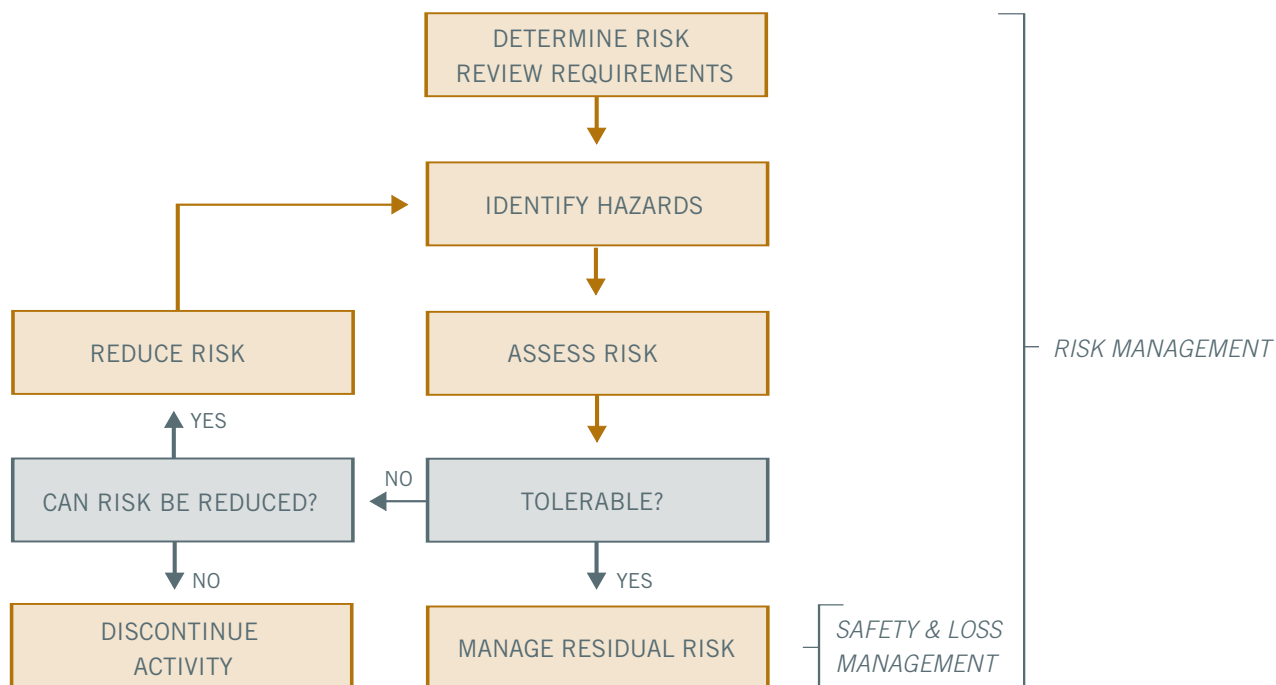 DETERMINE RISK
REVIEW REQUIREMENTS
IDENTIFY HAZARDS
REDUCE RISK
ASSESS RISK
RISK MANAGEMENT
YES
CAN RISK BE REDUCED?
NO
TOLERABLE?
NO
YES
DISCONTINUE
ACTIVITY
MANAGE RESIDUAL RISK
SAFETY & LOSS
MANAGEMENT